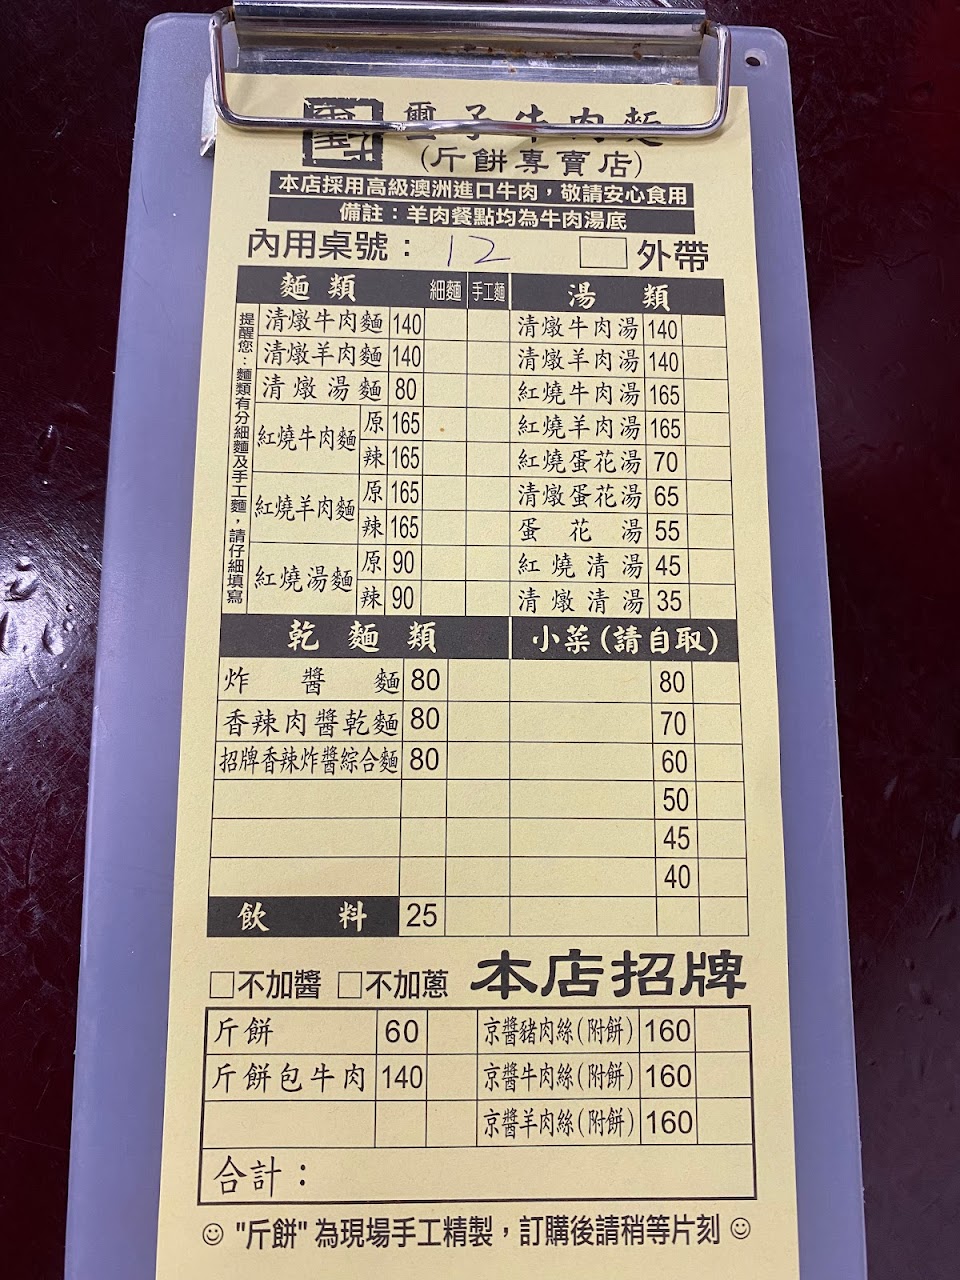 璽子牛肉麵
(斤餅專賣店)
本店採用高級澳洲進口牛肉，敬請安心食用
備註：羊肉餐點均為牛肉湯底
內用桌號： 12 □外帶
麵類 細麵 手工麵
提醒您：麵類有分細麵及手工麵，請仔細填寫
清燉牛肉麵 140
清燉羊肉麵 140
清燉湯麵 80
紅燒牛肉麵 原 165
辣 165
紅燒羊肉麵 原 165
辣 165
紅燒湯麵 原 90
辣 90
湯類
清燉牛肉湯 140
清燉羊肉湯 140
紅燒牛肉湯 165
紅燒羊肉湯 165
紅燒蛋花湯 70
清燉蛋花湯 65
蛋花湯 55
紅燒清湯 45
清燉清湯 35
乾麵類
炸醬麵 80
香辣肉醬乾麵 80
招牌香辣炸醬綜合麵 80
飲料 25
小菜(請自取)
80
70
60
50
45
40
□不加醬 □不加蔥 本店招牌
斤餅 60
斤餅包牛肉 140
京醬豬肉絲(附餅) 160
京醬牛肉絲(附餅) 160
京醬羊肉絲(附餅) 160
合計：
☺"斤餅"為現場手工精製，訂購後請稍等片刻☺